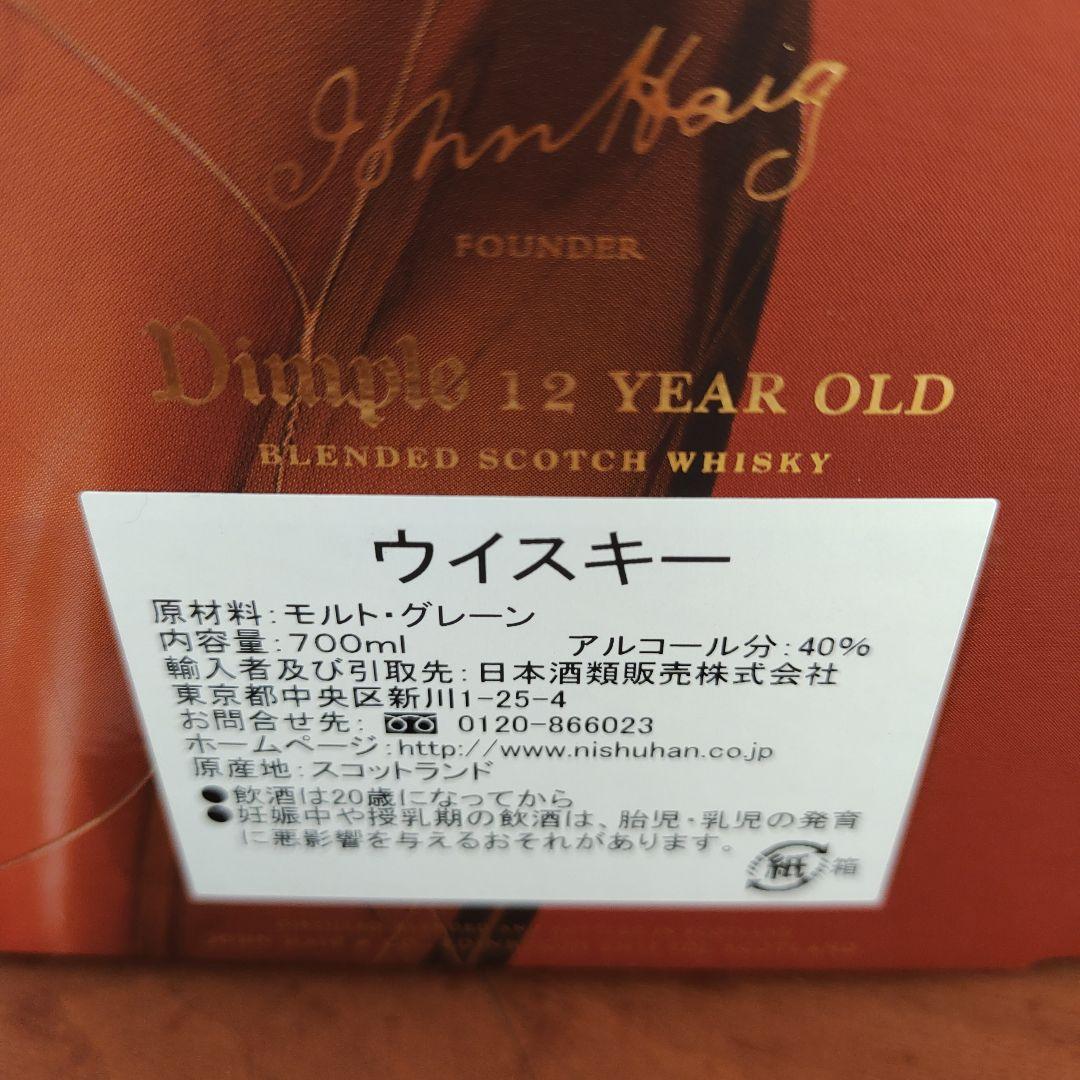 John Haig
FOUNDER
Dimple 12 YEAR OLD
BLENDED SCOTCH WHISKY
ウイスキー
原材料:モルト・グレーン
内容量:700ml アルコール分:40%
輸入者及び引取先:日本酒類販売株式会社
東京都中央区新川1-25-4
お問合せ先: 0120-866023
ホームページ:http://www.nishuhan.co.jp
原産地:スコットランド
●飲酒は20歳になってから
●妊娠中や授乳期の飲酒は、胎児・乳児の発育
に悪影響を与えるおそれがあります。
紙 箱